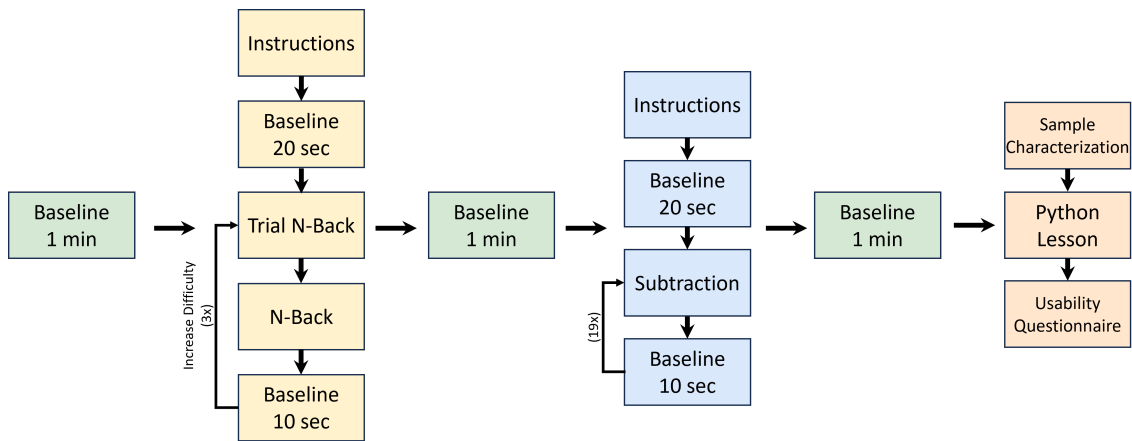 Baseline
1 min
Instructions
Baseline
20 sec
Trial N-Back
N-Back
Baseline
10 sec
Increase Difficulty
(3x)
Baseline
1 min
Instructions
Baseline
20 sec
Subtraction
Baseline
10 sec
(19x)
Baseline
1 min
Sample
Characterization
Python
Lesson
Usability
Questionnaire